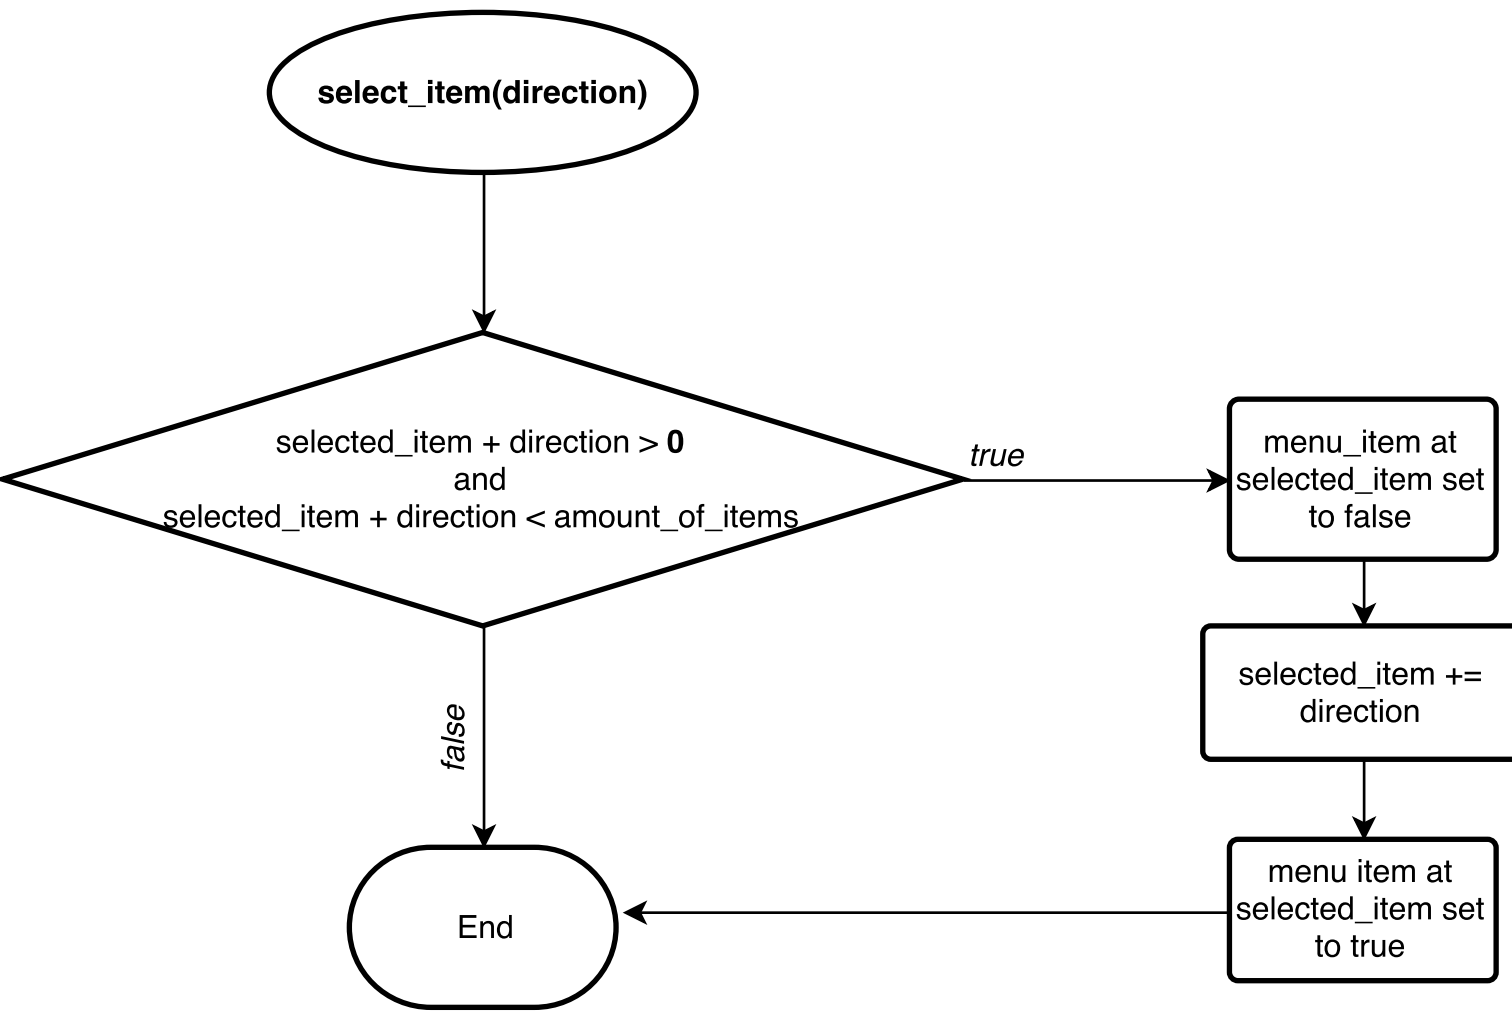 select_item(direction)
selected_item + direction > 0
and
selected_item + direction < amount_of_items
true
menu_item at
selected_item set
to false
selected_item +=
direction
false
menu item at
selected_item set
to true
End